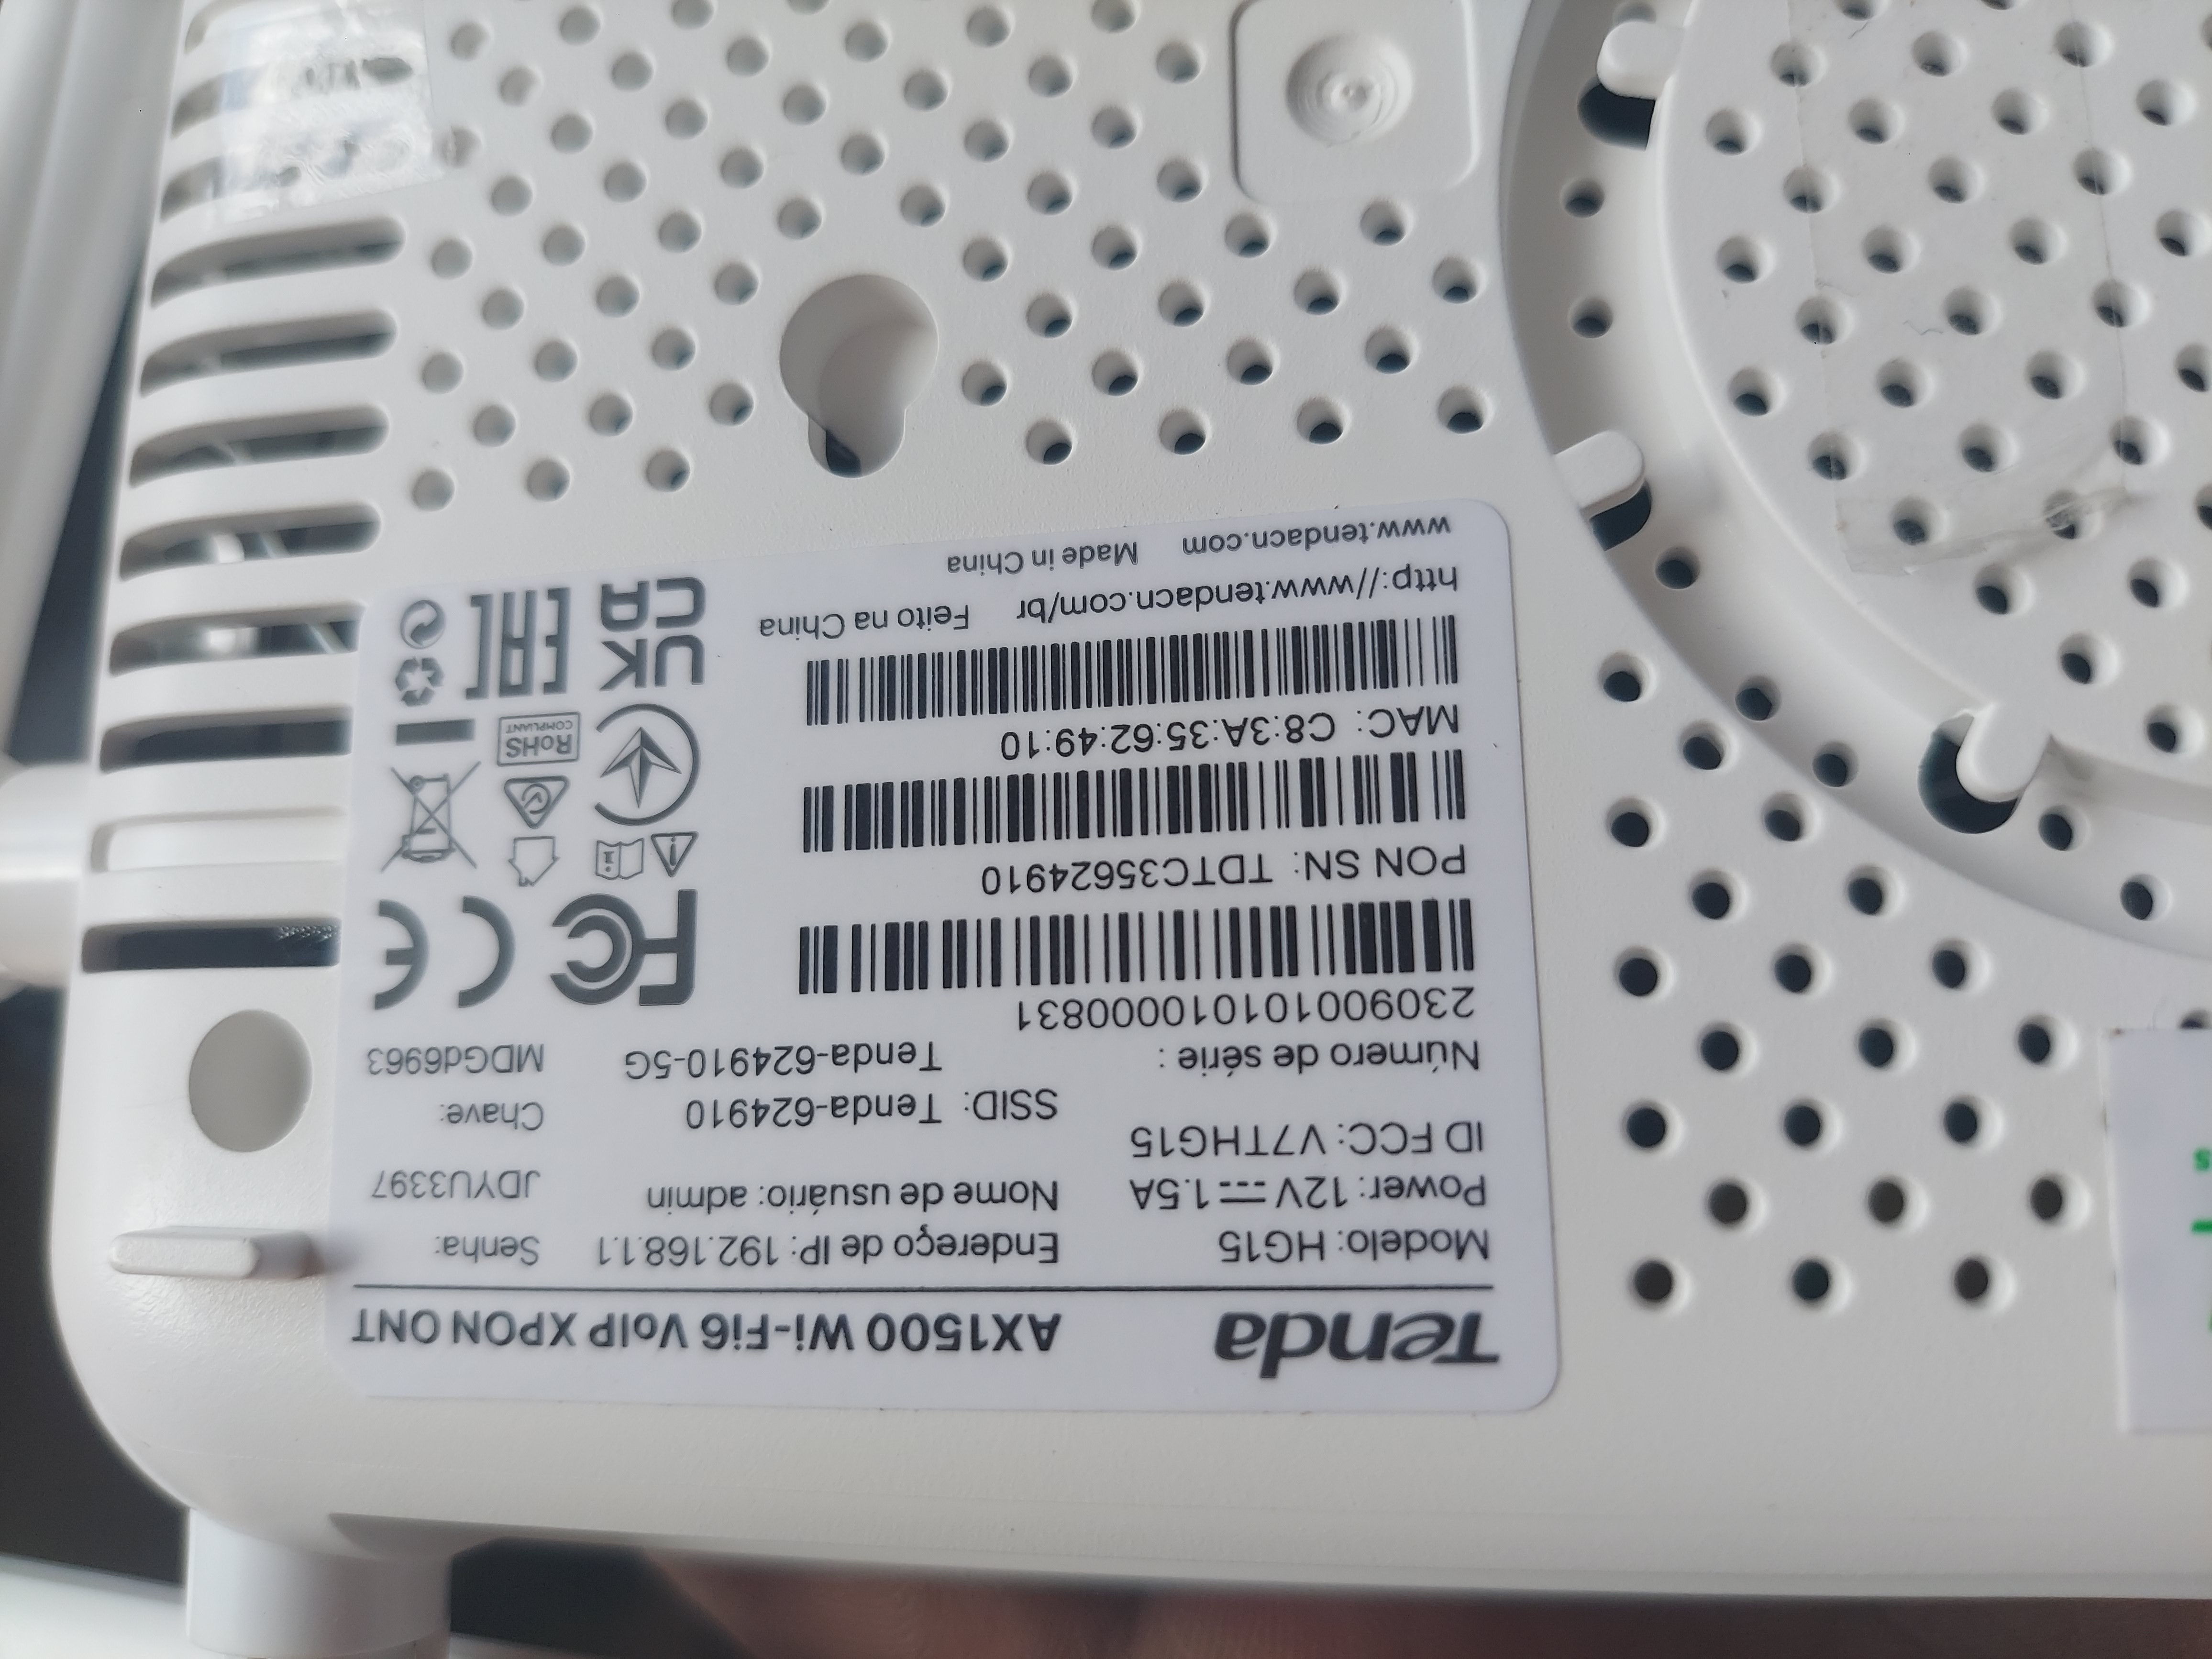 Tenda AX1500 Wi-Fi6 VoIP XPON ONT
Modelo: HG15 Endereço de IP: 192.168.1.1 Senha:
Power: 12V 1.5A Nome de usuário: admin JDYU3397
ID FCC: V7THG15 SSID: Tenda-624910 Chave:
Número de série : Tenda-624910-5G MDGd6963
2309001010000831
FC CE
PON SN: TDTC35624910
MAC: C8:3A:35:62:49:10
RoHS
COMPLIANT
UK
CA
EAC
http://www.tendacn.com/br Feito na China
www.tendacn.com Made in China